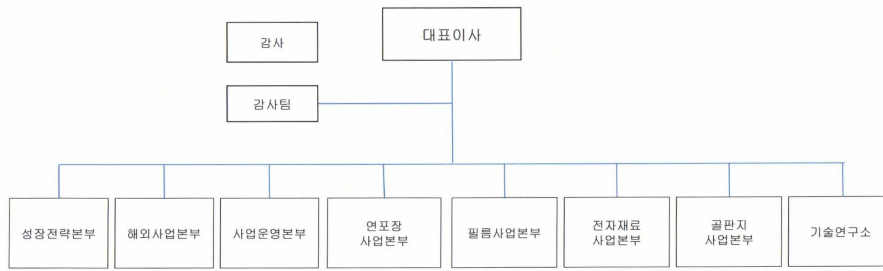 감사
대표이사
감사팀
성장전략본부
해외사업본부
사업운영본부
연포장
사업본부
필름사업본부
전자재료
사업본부
골판지
사업본부
기술연구소